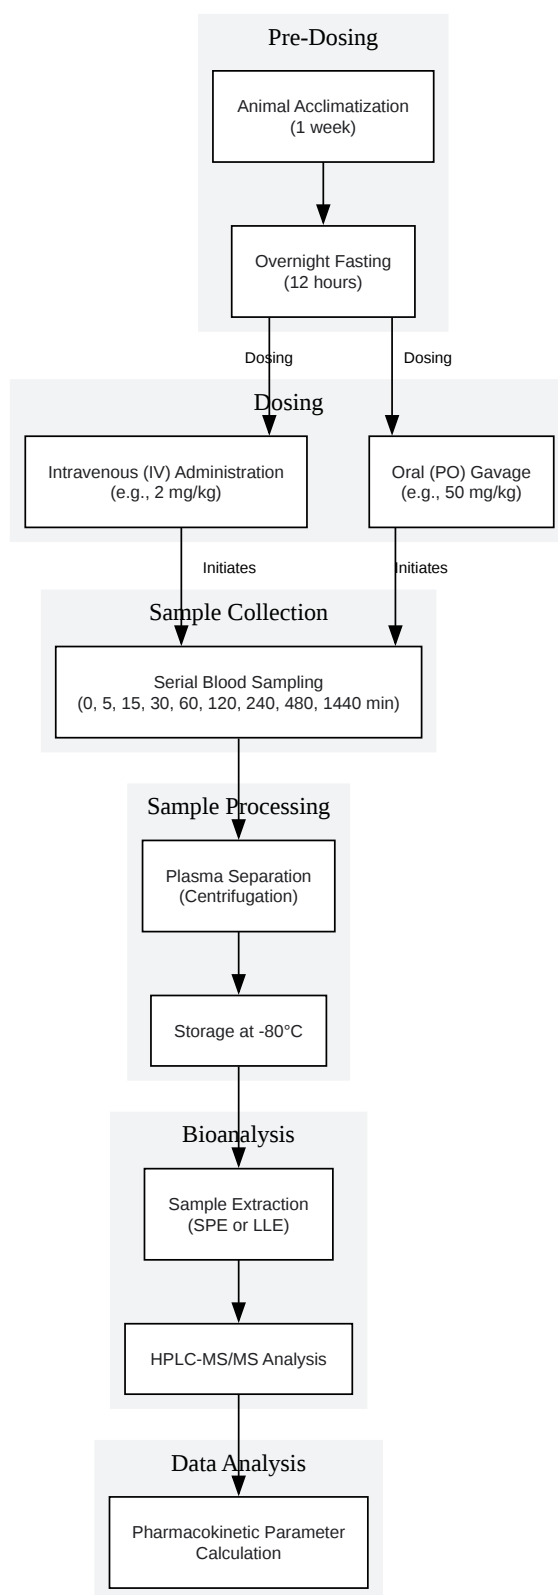 Pre-Dosing
Animal Acclimatization
(1 week)
Overnight Fasting
(12 hours)
Dosing
Dosing
Dosing
Intravenous (IV) Administration
(e.g., 2 mg/kg)
Oral (PO) Gavage
(e.g., 50 mg/kg)
Initiates
Initiates
Sample Collection
Serial Blood Sampling
(0, 5, 15, 30, 60, 120, 240, 480, 1440 min)
Sample Processing
Plasma Separation
(Centrifugation)
Storage at -80°C
Bioanalysis
Sample Extraction
(SPE or LLE)
HPLC-MS/MS Analysis
Data Analysis
Pharmacokinetic Parameter
Calculation